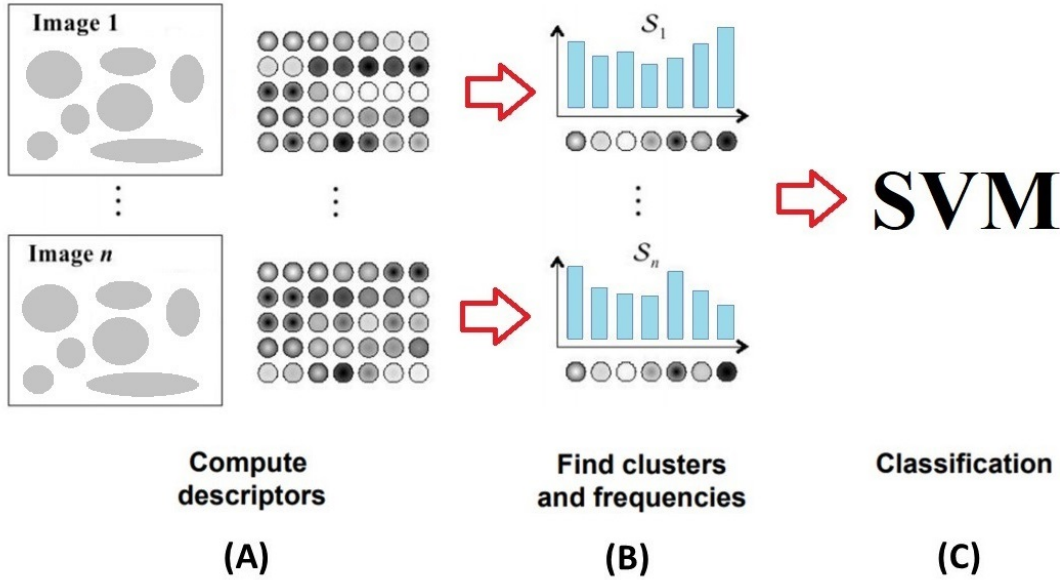 Image 1
S1
⋮ ⋮ ⋮
SVM
Image n
Sn
Compute
descriptors
Find clusters
and frequencies
Classification
(A)
(B)
(C)